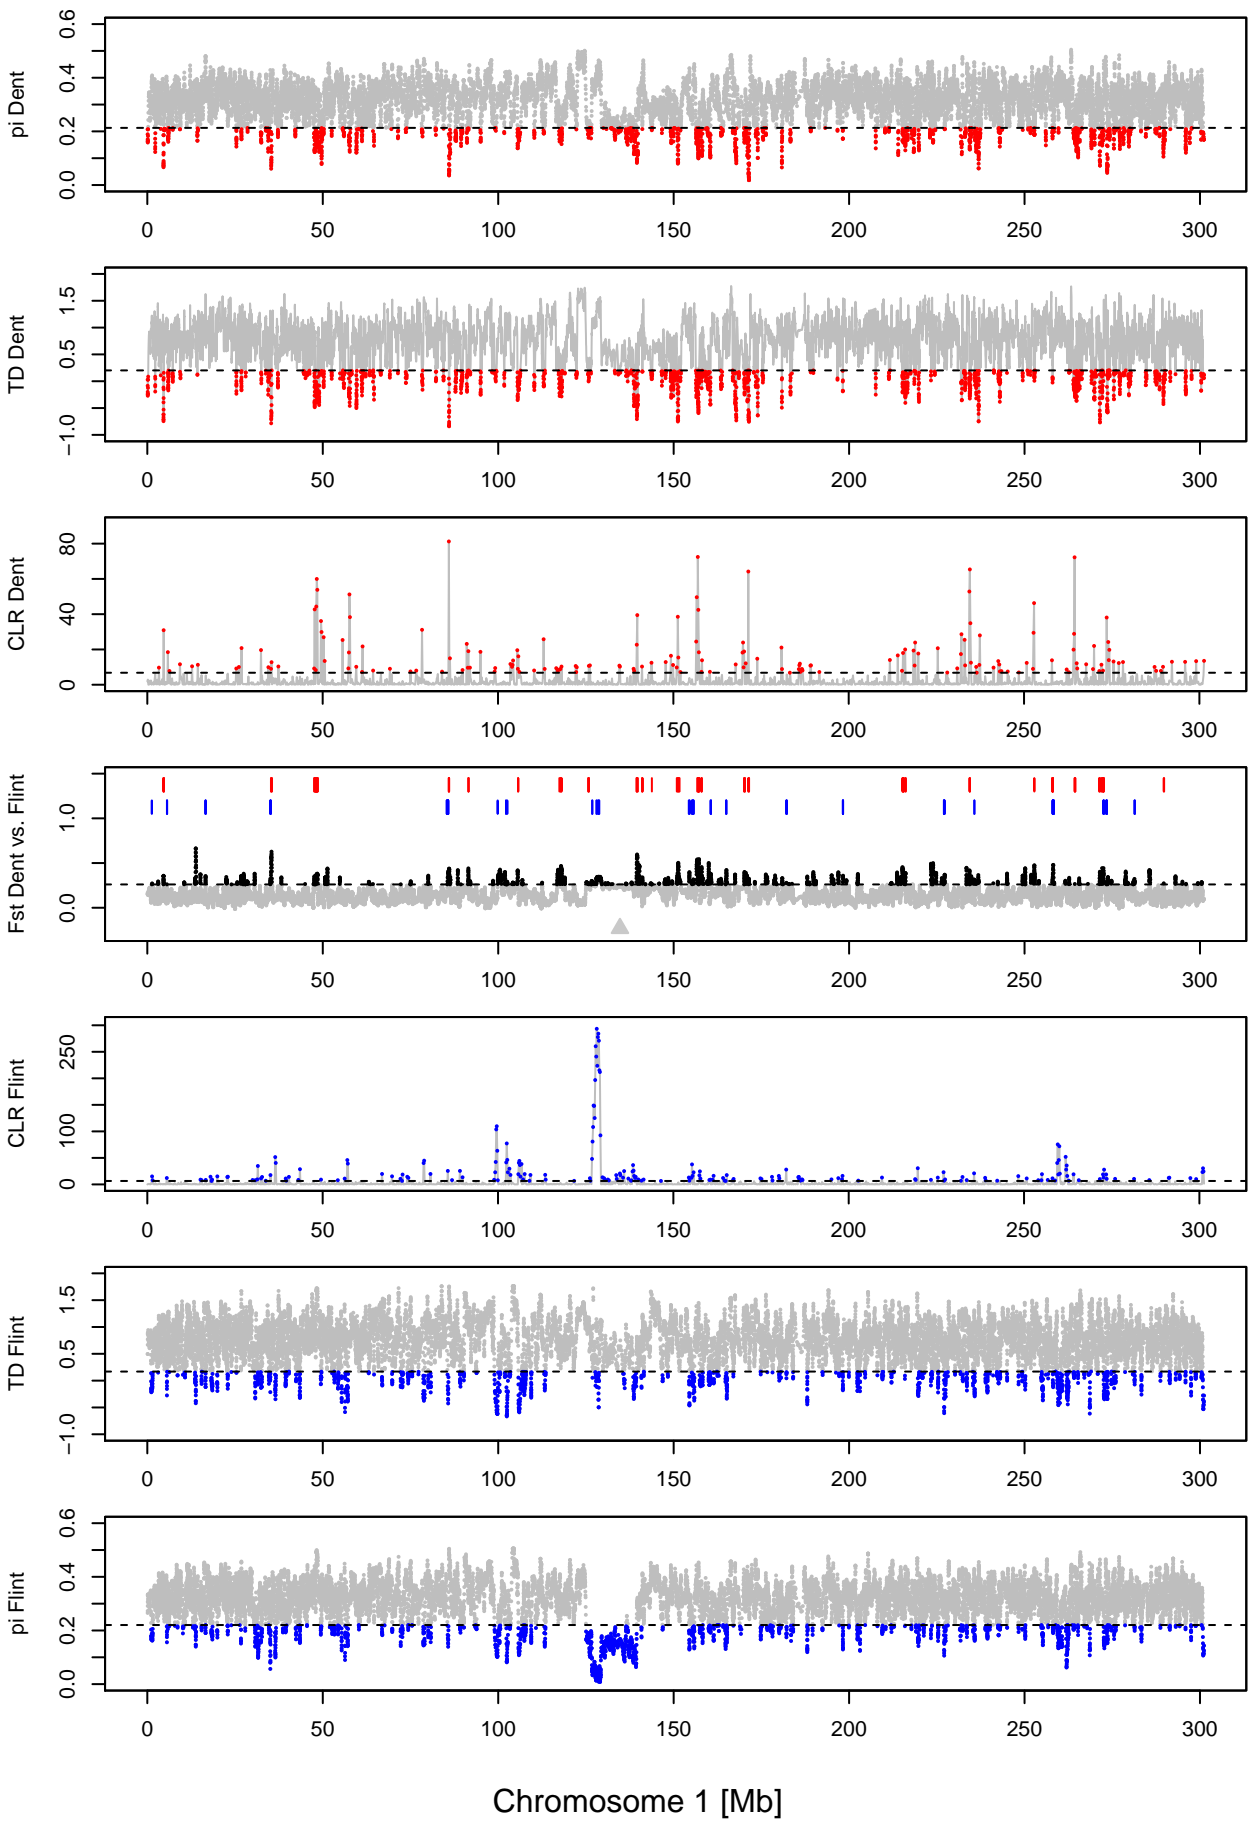 pi Dent
0.0 0.2 0.4 0.6
0 50 100 150 200 250 300
TD Dent
−1.0 0.5 1.5
0 50 100 150 200 250 300
CLR Dent
0 40 80
0 50 100 150 200 250 300
Fst Dent vs. Flint
0.0 1.0
0 50 100 150 200 250 300
CLR Flint
0 100 250
0 50 100 150 200 250 300
TD Flint
−1.0 0.5 1.5
0 50 100 150 200 250 300
pi Flint
0.0 0.2 0.4 0.6
0 50 100 150 200 250 300
Chromosome 1 [Mb]